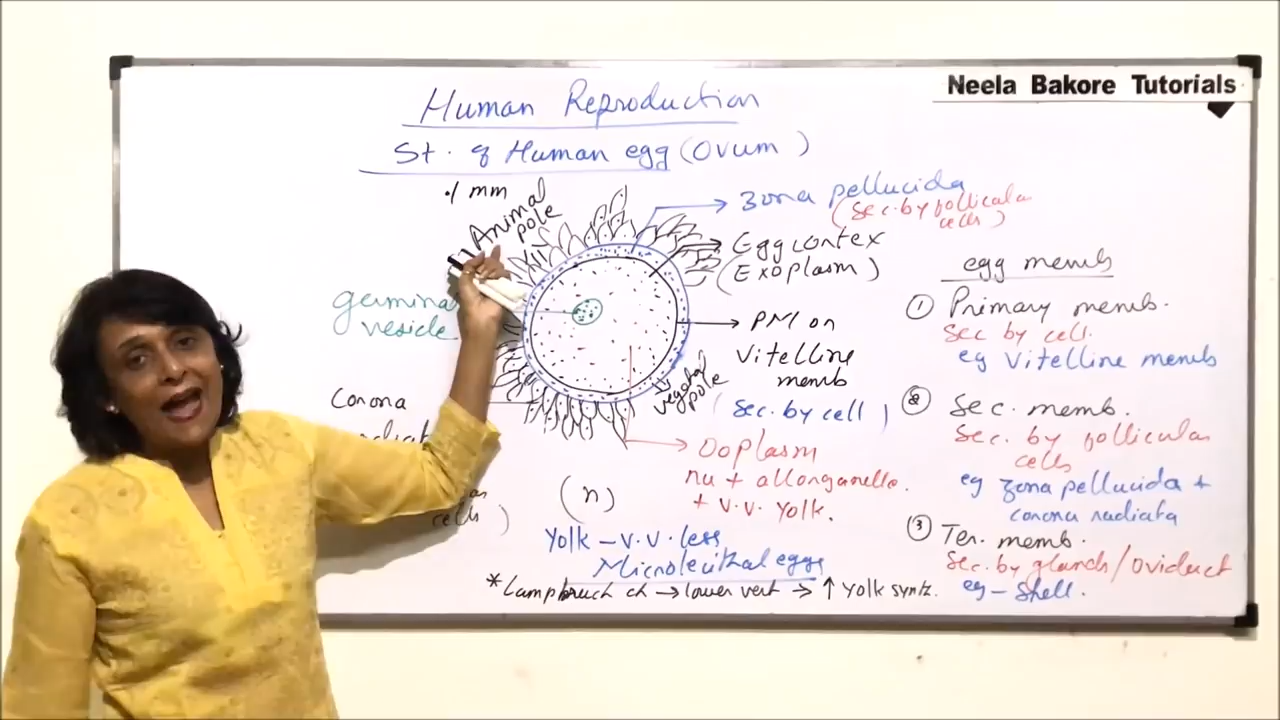 Neela Bakore Tutorials
Human Reproduction
St. of Human egg (Ovum)
.1 mm
Animal
pole
zona pellucida
(Sec. by follicular
cells)
Egg cortex
(Exoplasm)
germinal
vesicle
PM or
Vitelline
memb
(Sec. by cell)
vegetal
pole
Corona
cells)
Ooplasm
nu + all organelle.
+ v.v. yolk.
(n)
Yolk – v.v. less
Microlecithal eggs
*Lampbruch ch → lower vert → ↑ yolk synth.
egg memb
① Primary memb.
sec by cell.
eg Vitelline memb
② Sec. memb.
Sec. by follicular
cells
eg zona pellucida +
corona radiata
③ Ter. memb.
Sec. by glands/oviduct
eg – shell.